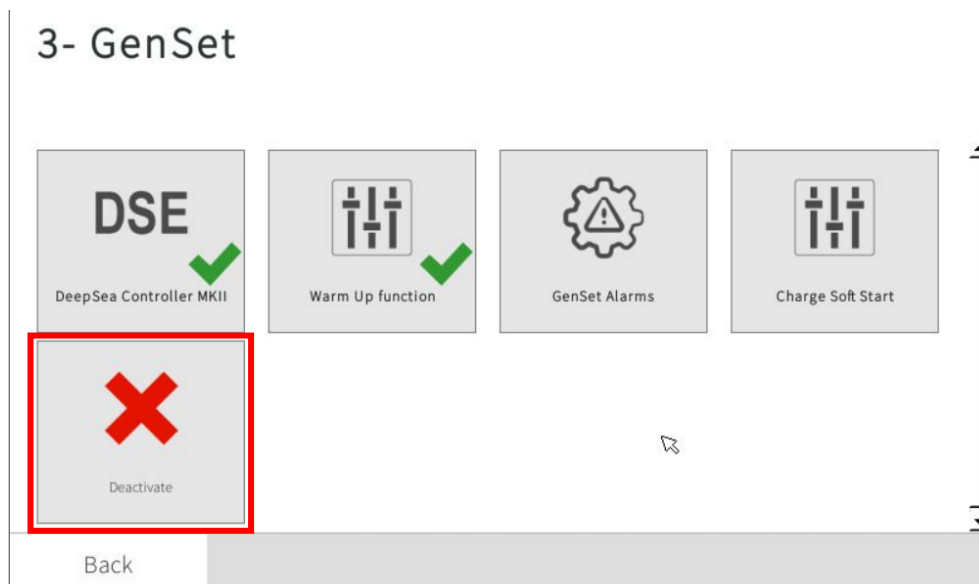 3- GenSet
DSE
DeepSea Controller MKII
Warm Up function
GenSet Alarms
Charge Soft Start
Deactivate
Back